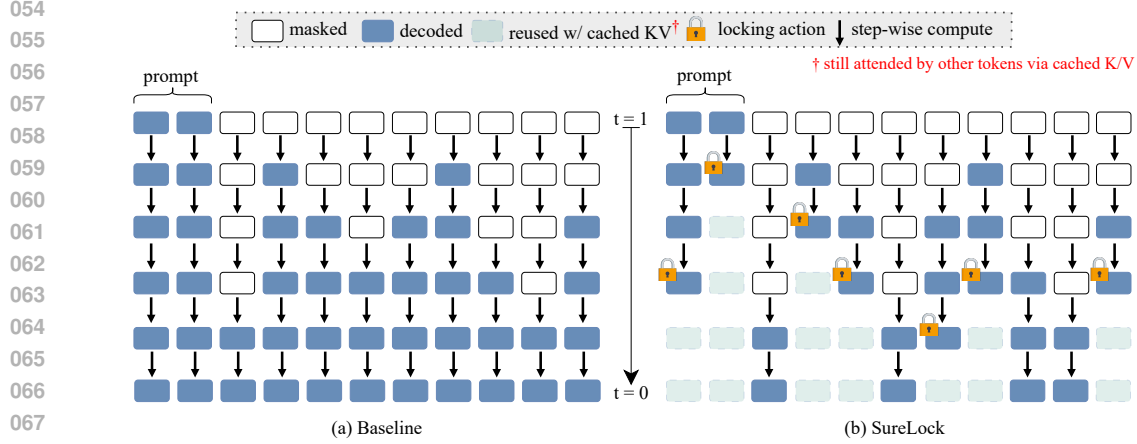 054
055
056
057
058
059
060
061
062
063
064
065
066
067
masked decoded reused w/ cached KV† locking action step-wise compute
† still attended by other tokens via cached K/V
prompt
prompt
t = 1
t = 0
(a) Baseline
(b) SureLock